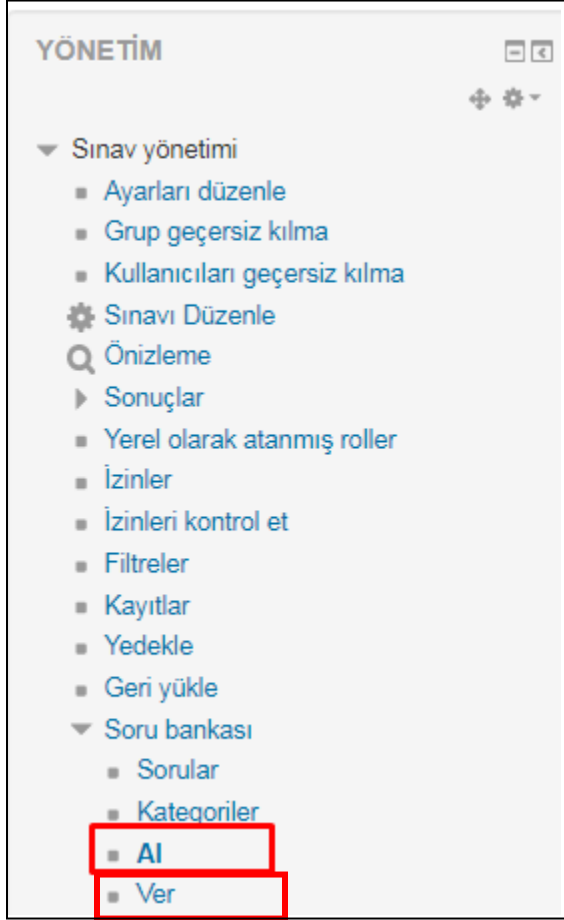 YÖNETİM
Sınav yönetimi
Ayarları düzenle
Grup geçersiz kılma
Kullanıcıları geçersiz kılma
Sınavı Düzenle
Önizleme
Sonuçlar
Yerel olarak atanmış roller
İzinler
İzinleri kontrol et
Filtreler
Kayıtlar
Yedekle
Geri yükle
Soru bankası
Sorular
Kategoriler
Al
Ver